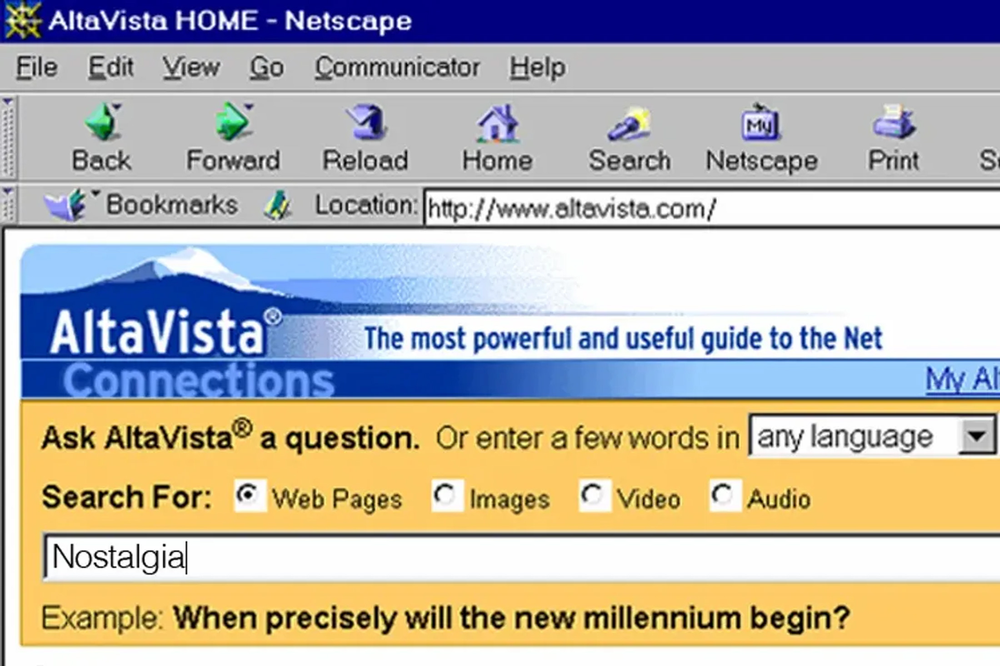 AltaVista HOME - Netscape
File Edit View Go Communicator Help
My
Back Forward Reload Home Search Netscape Print
Bookmarks Location: http://www.altavista.com/
AltaVista® The most powerful and useful guide to the Net
Connections My
Ask AltaVista® a question. Or enter a few words in any language
Search For: Web Pages Images Video Audio
Nostalgia
Example: When precisely will the new millennium begin?